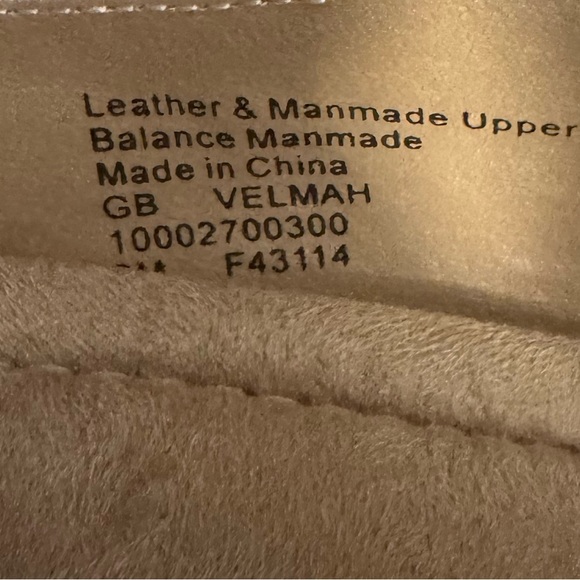 Leather & Manmade Upper
Balance Manmade
Made in China
GB VELMAH
10002700300
F43114